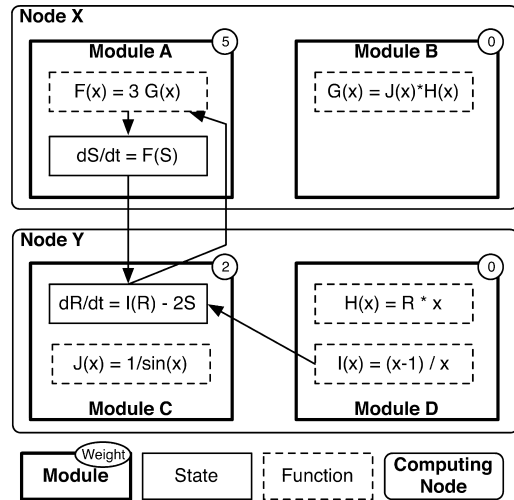 Node X
5
0
Module A
Module B
F(x) = 3 G(x)
G(x) = J(x)*H(x)
dS/dt = F(S)
Node Y
2
0
dR/dt = I(R) - 2S
H(x) = R * x
J(x) = 1/sin(x)
I(x) = (x-1) / x
Module C
Module D
Weight
Module
State
Function
Computing
Node